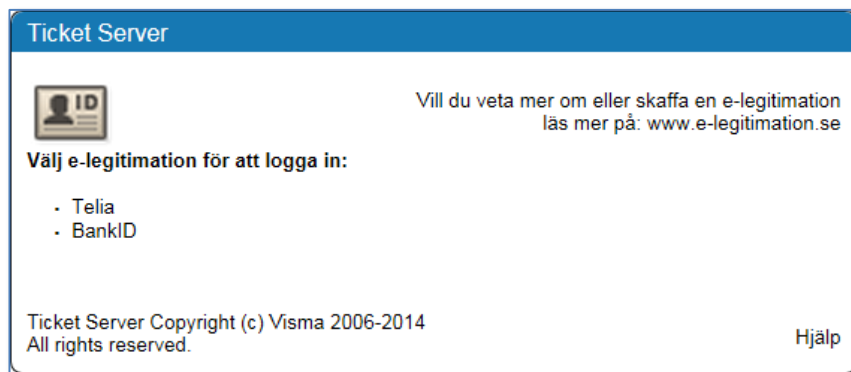 Ticket Server
ID
Vill du veta mer om eller skaffa en e-legitimation
läs mer på: www.e-legitimation.se
Välj e-legitimation för att logga in:
- Telia
- BankID
Ticket Server Copyright (c) Visma 2006-2014
All rights reserved.
Hjälp